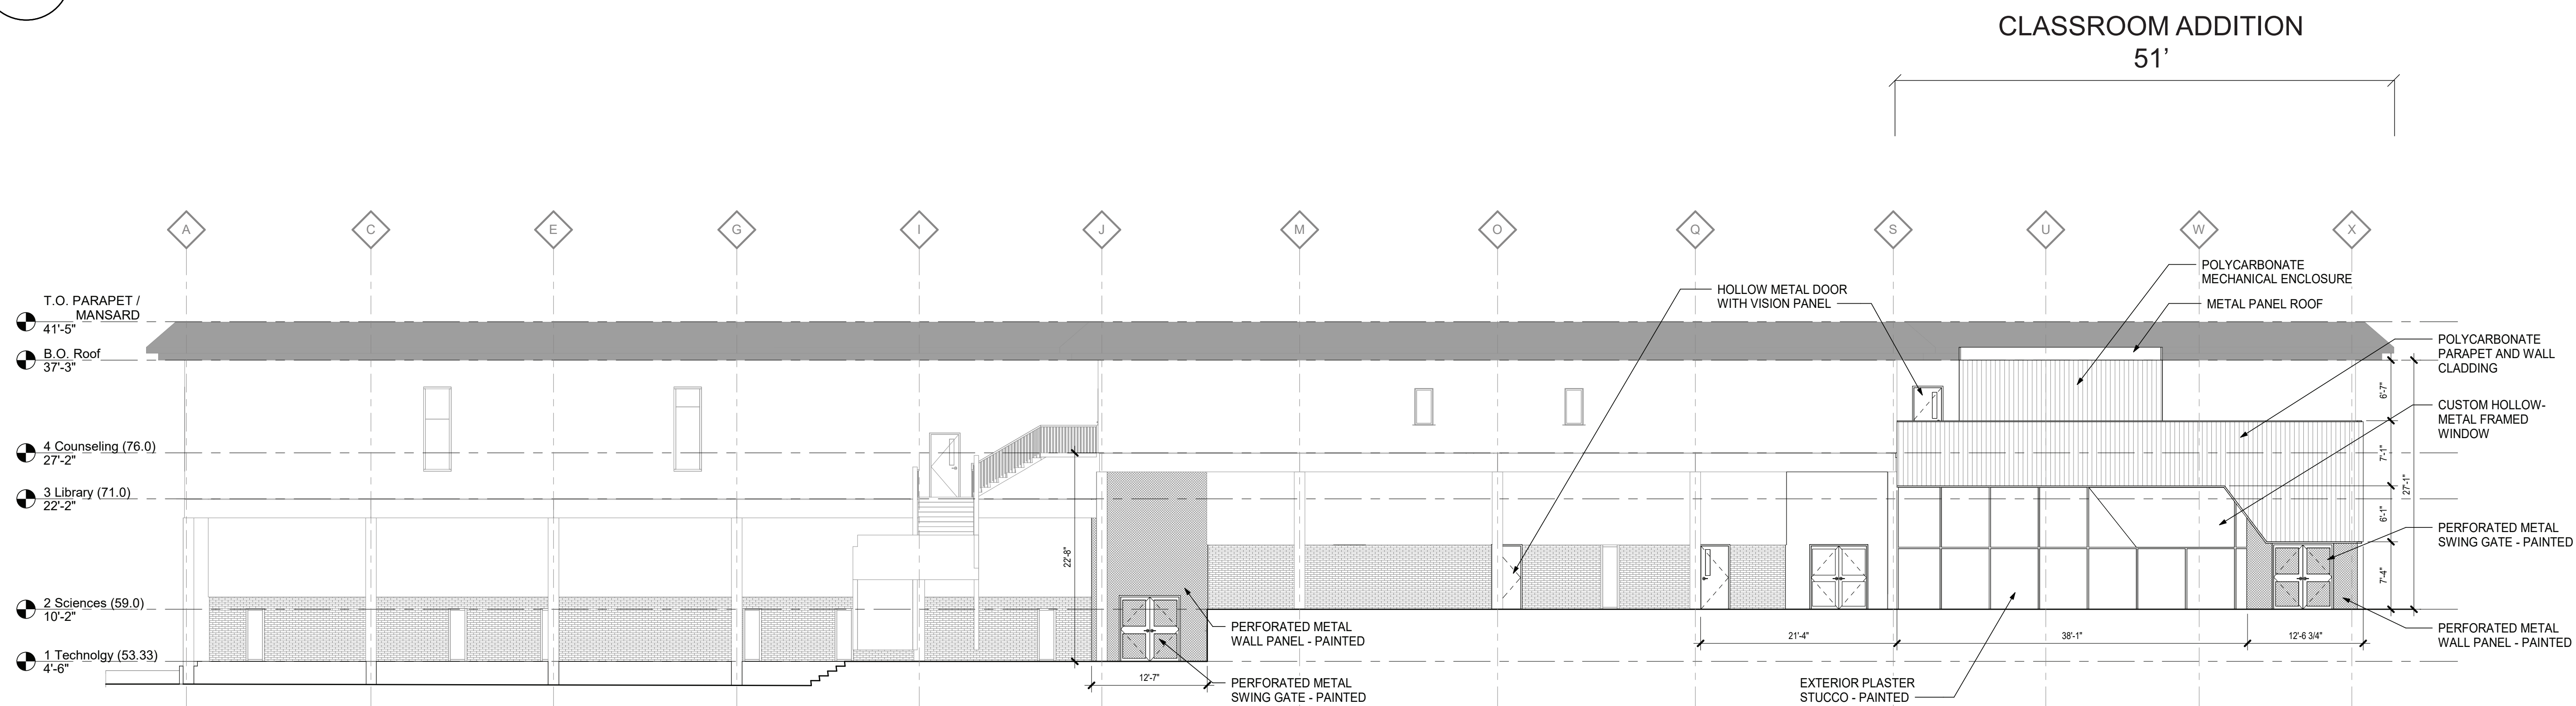 CLASSROOM ADDITION
51’
A
C
E
G
I
J
M
O
Q
S
U
W
X
POLYCARBONATE
MECHANICAL ENCLOSURE
METAL PANEL ROOF
HOLLOW METAL DOOR
WITH VISION PANEL
T.O. PARAPET /
MANSARD
41'-5"
B.O. Roof
37'-3"
POLYCARBONATE
PARAPET AND WALL
CLADDING
6'-7"
CUSTOM HOLLOW-
METAL FRAMED
WINDOW
4 Counseling (76.0)
27'-2"
7'-1"
27'-1"
3 Library (71.0)
22'-2"
6'-1"
PERFORATED METAL
SWING GATE - PAINTED
22'-8"
7'-4"
2 Sciences (59.0)
10'-2"
PERFORATED METAL
WALL PANEL - PAINTED
21'-4"
38'-1"
12'-6 3/4"
PERFORATED METAL
WALL PANEL - PAINTED
1 Technolgy (53.33)
4'-6"
12'-7"
PERFORATED METAL
SWING GATE - PAINTED
EXTERIOR PLASTER
STUCCO - PAINTED